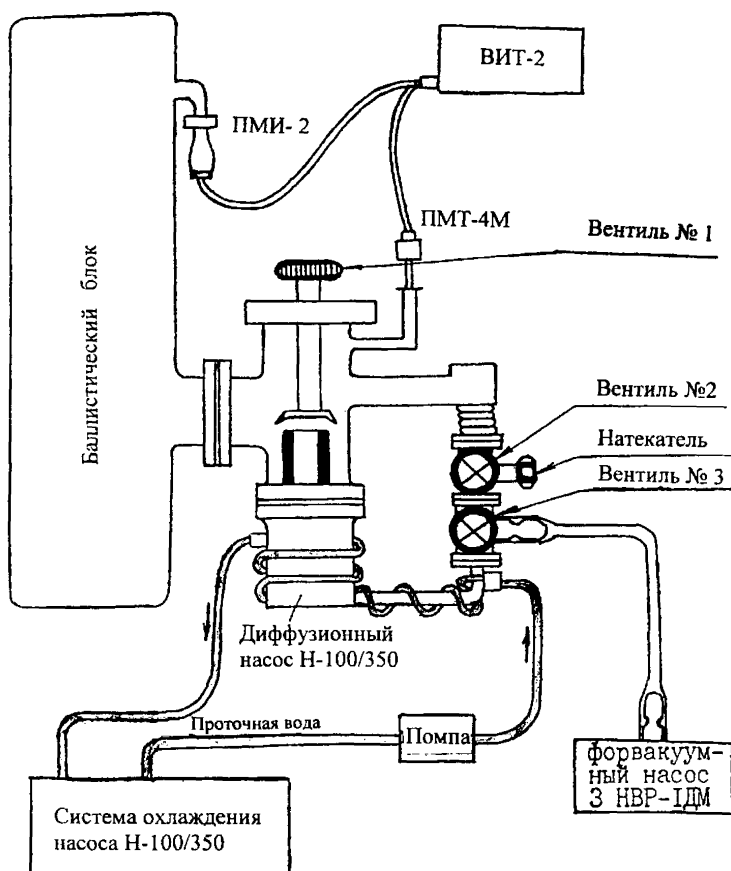 ВИТ-2
ПМИ- 2
ПМТ-4М
Вентиль № 1
Баллистический блок
Вентиль №2
Натекатель
Вентиль № 3
Диффузионный
насос Н-100/350
Проточная вода
Помпа
форвакуум-
ный насос
3 НВР-IДМ
Система охлаждения
насоса Н-100/350